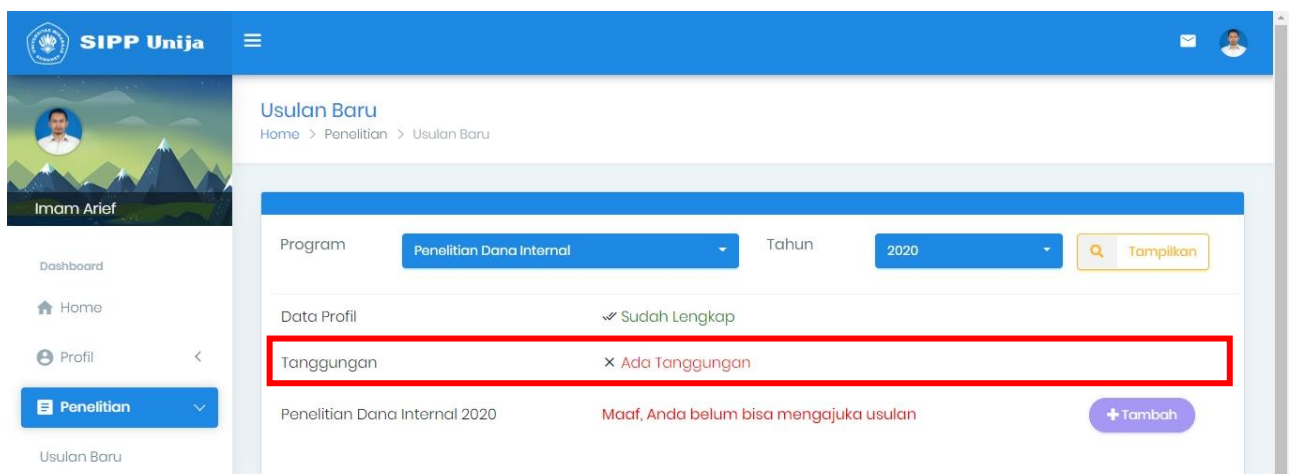 SIPP Unija
Usulan Baru
Home > Penelitian > Usulan Baru
Imam Arief
Dashboard
Home
Profil
Penelitian
Usulan Baru
Program
Penelitian Dana Internal
Tahun
2020
Tampilkan
Data Profil
Sudah Lengkap
Tanggungan
Ada Tanggungan
Penelitian Dana Internal 2020
Maaf, Anda belum bisa mengajuka usulan
+Tambah